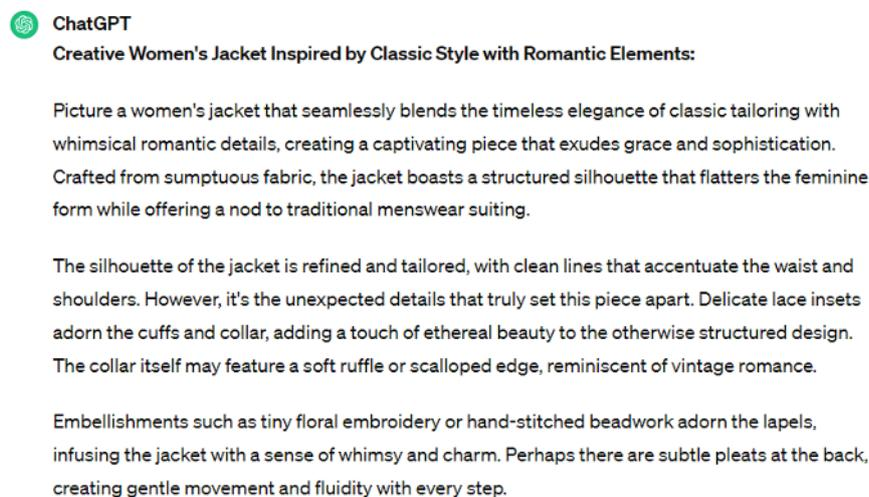 ChatGPT
Creative Women's Jacket Inspired by Classic Style with Romantic Elements:
Picture a women's jacket that seamlessly blends the timeless elegance of classic tailoring with
whimsical romantic details, creating a captivating piece that exudes grace and sophistication.
Crafted from sumptuous fabric, the jacket boasts a structured silhouette that flatters the feminine
form while offering a nod to traditional menswear suiting.
The silhouette of the jacket is refined and tailored, with clean lines that accentuate the waist and
shoulders. However, it's the unexpected details that truly set this piece apart. Delicate lace insets
adorn the cuffs and collar, adding a touch of ethereal beauty to the otherwise structured design.
The collar itself may feature a soft ruffle or scalloped edge, reminiscent of vintage romance.
Embellishments such as tiny floral embroidery or hand-stitched beadwork adorn the lapels,
infusing the jacket with a sense of whimsy and charm. Perhaps there are subtle pleats at the back,
creating gentle movement and fluidity with every step.